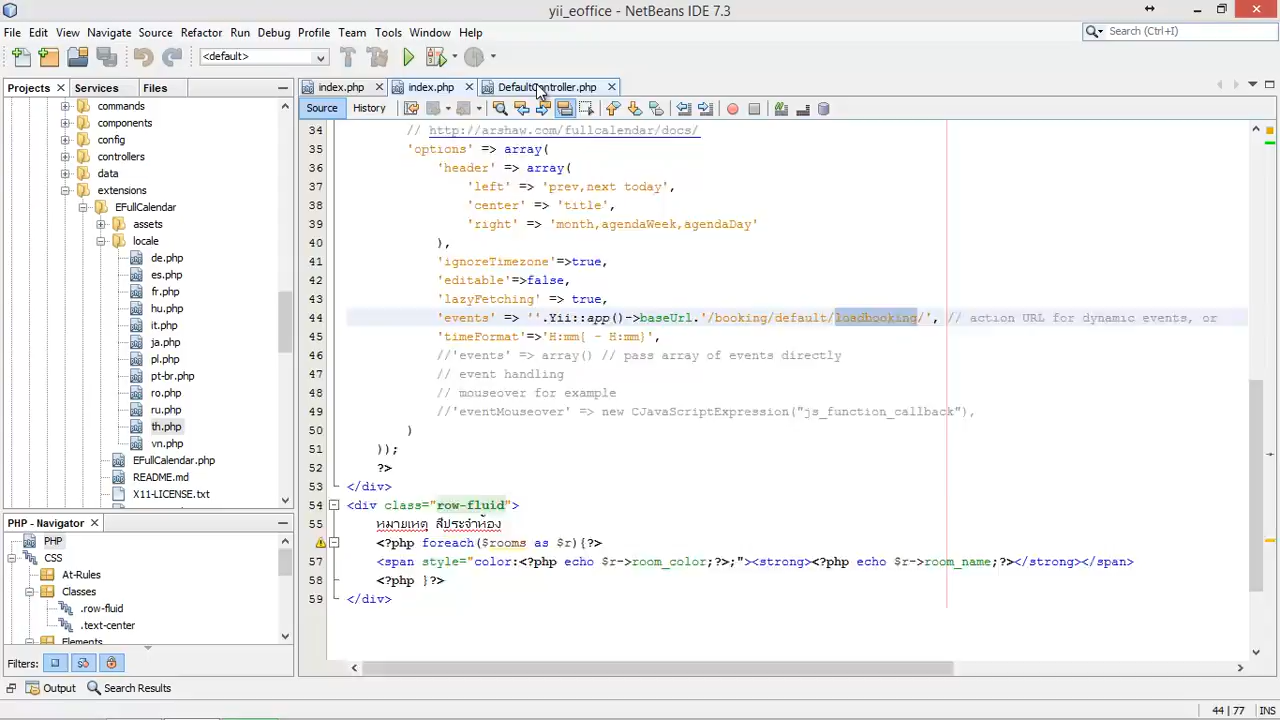 yii_eoffice - NetBeans IDE 7.3
File Edit View Navigate Source Refactor Run Debug Profile Team Tools Window Help
Search (Ctrl+I)
<default>
Projects Services Files
index.php index.php DefaultController.php
Source History
commands
components
config
controllers
data
extensions
EFullCalendar
assets
locale
de.php
es.php
fr.php
hu.php
it.php
ja.php
pl.php
pt-br.php
ro.php
ru.php
th.php
vn.php
EFullCalendar.php
README.md
X11-LICENSE.txt
34 // http://arshaw.com/fullcalendar/docs/
35 'options' => array(
36 'header' => array(
37 'left' => 'prev,next today',
38 'center' => 'title',
39 'right' => 'month,agendaWeek,agendaDay'
40 ),
41 'ignoreTimezone'=>true,
42 'editable'=>false,
43 'lazyFetching' => true,
44 'events' => ''.Yii::app()->baseUrl.'/booking/default/loadbooking/', // action URL for dynamic events, or
45 'timeFormat'=>'H:mm{ - H:mm}',
46 //'events' => array() // pass array of events directly
47 // event handling
48 // mouseover for example
49 //'eventMouseover' => new CJavaScriptExpression("js_function_callback"),
50 )
51 ));
52 ?>
53 </div>
54 <div class="row-fluid">
55 หมายเหตุ สีประจำห้อง
<?php foreach($rooms as $r){?>
57 <span style="color:<?php echo $r->room_color;?>;"><strong><?php echo $r->room_name;?></strong></span>
58 <?php }?>
59 </div>
PHP - Navigator
PHP
CSS
At-Rules
Classes
.row-fluid
.text-center
Elements
Filters:
Output Search Results
44 | 77 INS